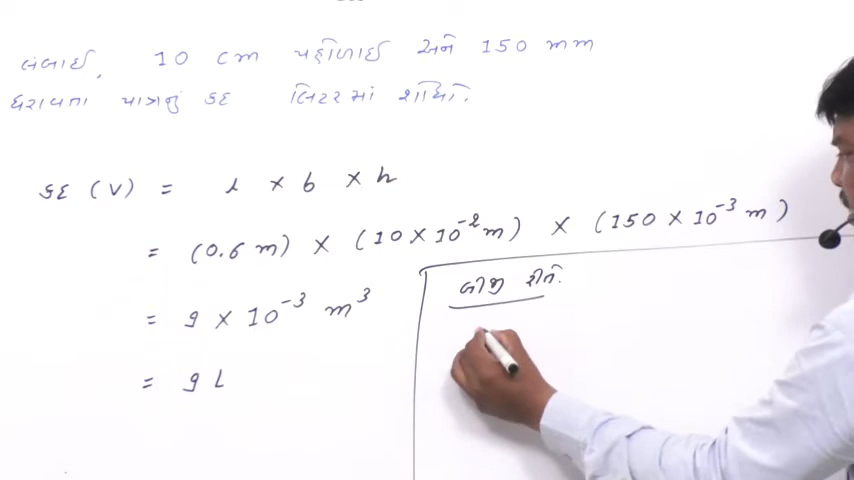 લંબાઈ, 10 cm પહોળાઈ અને 150 mm
ધરાવતા પાત્રનું કદ લિટરમાં શોધો.
કદ (V) = l × b × h
= (0.6 m) × (10 × 10⁻² m) × (150 × 10⁻³ m)
= 9 × 10⁻³ m³
= 9 L
બીજી રીત.